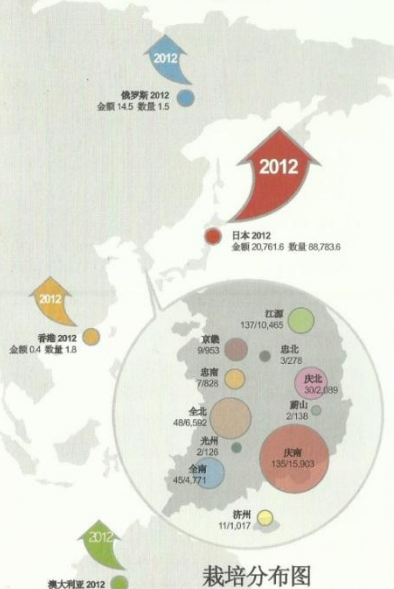 2012
俄罗斯 2012
金额 14.5 数量 1.5
2012
日本 2012
金额 20,761.6 数量 88,783.6
2012
香港 2012
金额 0.4 数量 1.8
江源
137/10,465
京畿
9/953
忠北
3/278
忠南
7/828
庆北
30/2,089
蔚山
2/138
全北
48/6,592
光州
2/126
庆南
135/15,903
全南
45/4,771
济州
11/1,017
2012
澳大利亚 2012
栽培分布图